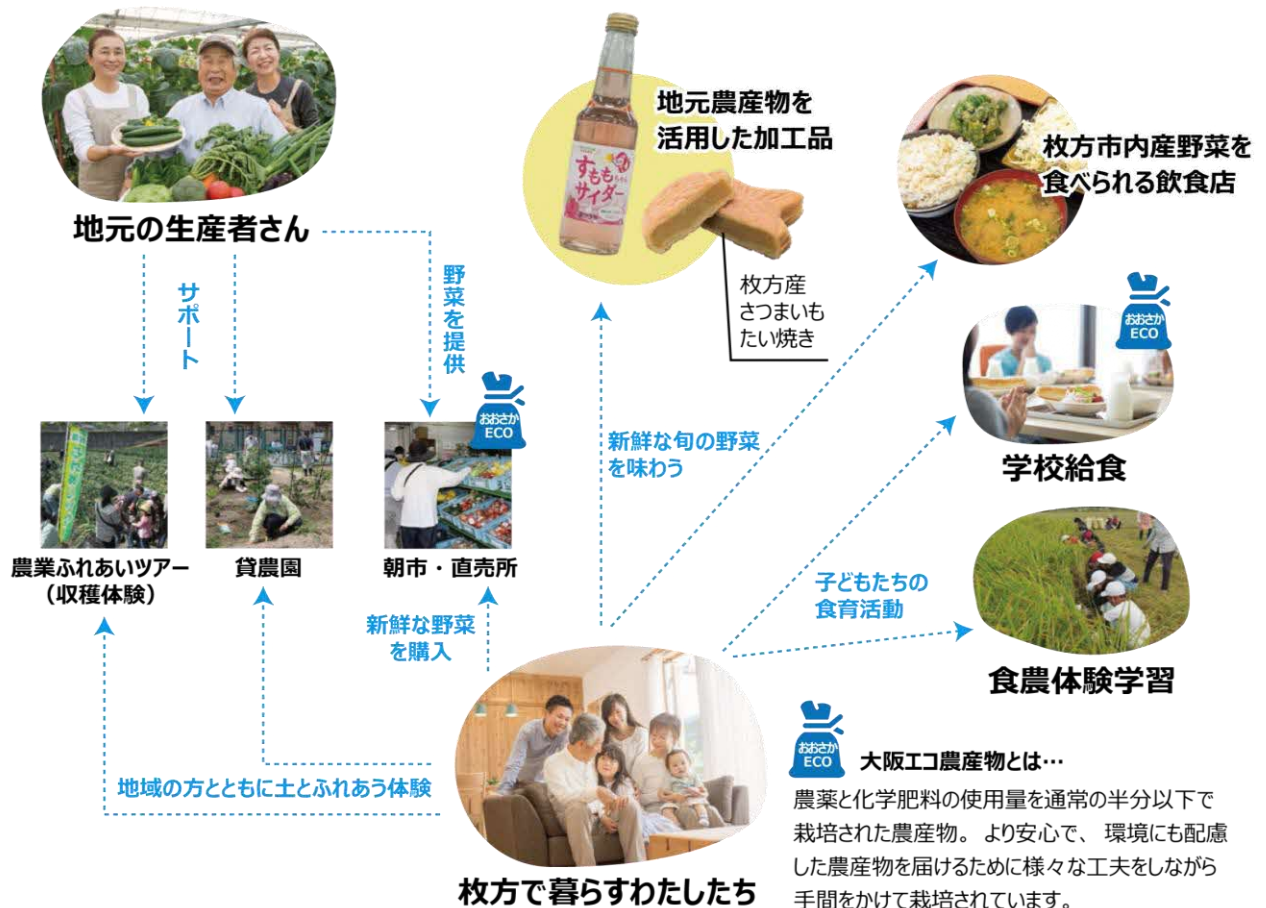 地元の生産者さん
サポート
野菜を提供
おおさか
ECO
農業ふれあいツアー
（収穫体験）
貸農園
朝市・直売所
新鮮な野菜
を購入
地域の方とともに土とふれあう体験
すもも
サイダー
地元農産物を
活用した加工品
枚方産
さつまいも
たい焼き
新鮮な旬の野菜
を味わう
枚方市内産野菜を
食べられる飲食店
おおさか
ECO
学校給食
子どもたちの
食育活動
食農体験学習
枚方で暮らすわたしたち
おおさか
ECO
大阪エコ農産物とは…
農薬と化学肥料の使用量を通常の半分以下で
栽培された農産物。より安心で、環境にも配慮
した農産物を届けるために様々な工夫をしながら
手間をかけて栽培されています。